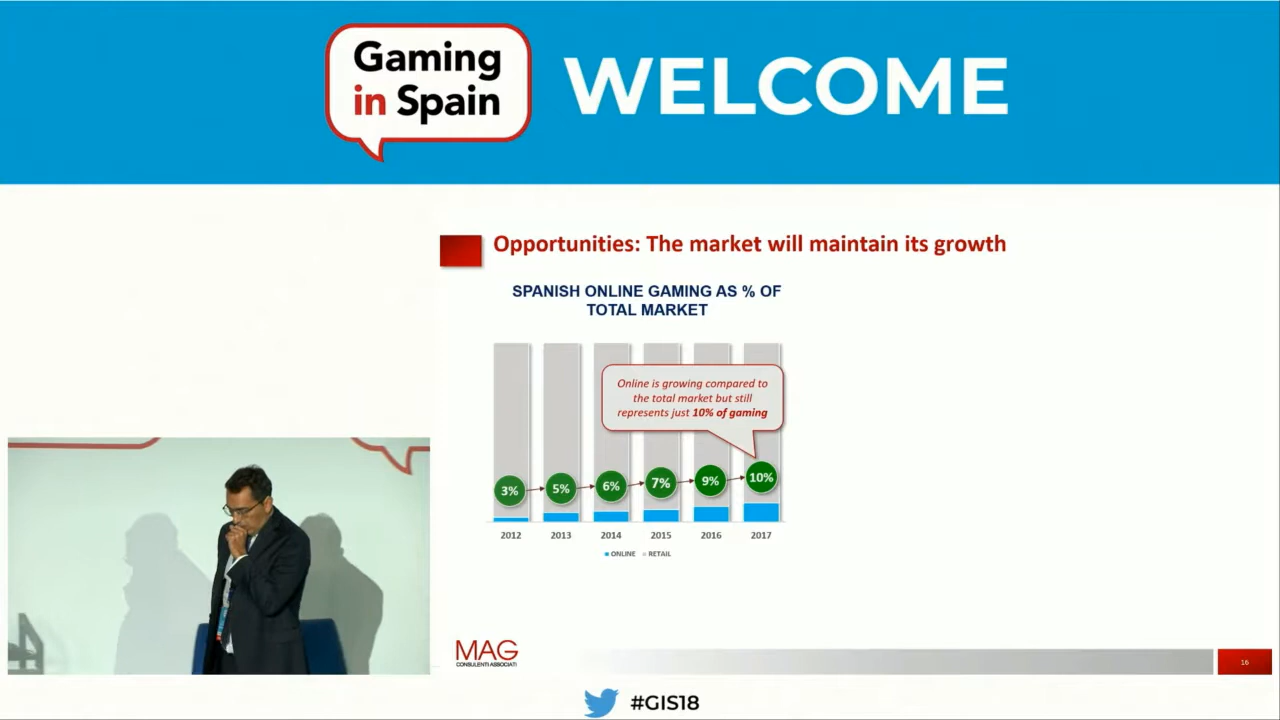 Gaming
in Spain
WELCOME
Opportunities: The market will maintain its growth
SPANISH ONLINE GAMING AS % OF
TOTAL MARKET
Online is growing compared to
the total market but still
represents just 10% of gaming
3% 5% 6% 7% 9% 10%
2012 2013 2014 2015 2016 2017
ONLINE RETAIL
MAG
CONSULENTI ASSOCIATI
16
#GIS18